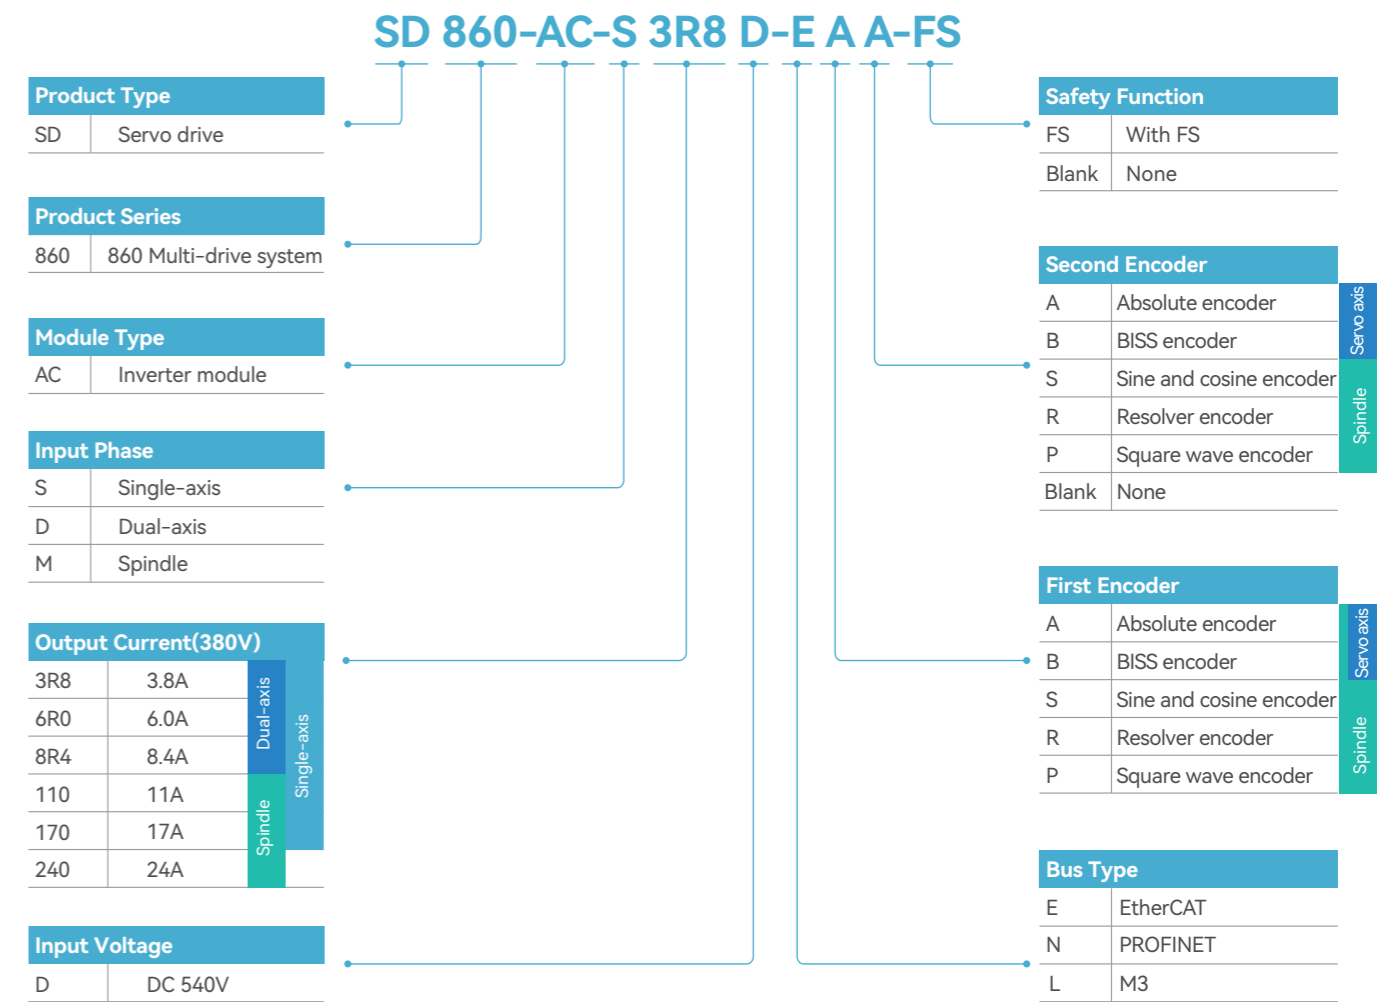 SD 860-AC-S 3R8 D-E A A-FS
Product Type
SD Servo drive
Product Series
860 860 Multi-drive system
Module Type
AC Inverter module
Input Phase
S Single-axis
D Dual-axis
M Spindle
Output Current(380V)
3R8 3.8A
6R0 6.0A
8R4 8.4A
110 11A
170 17A
240 24A
Dual-axis
Spindle
Single-axis
Input Voltage
D DC 540V
Safety Function
FS With FS
Blank None
Second Encoder
A Absolute encoder
B BISS encoder
S Sine and cosine encoder
R Resolver encoder
P Square wave encoder
Blank None
Servo axis
Spindle
First Encoder
A Absolute encoder
B BISS encoder
S Sine and cosine encoder
R Resolver encoder
P Square wave encoder
Servo axis
Spindle
Bus Type
E EtherCAT
N PROFINET
L M3